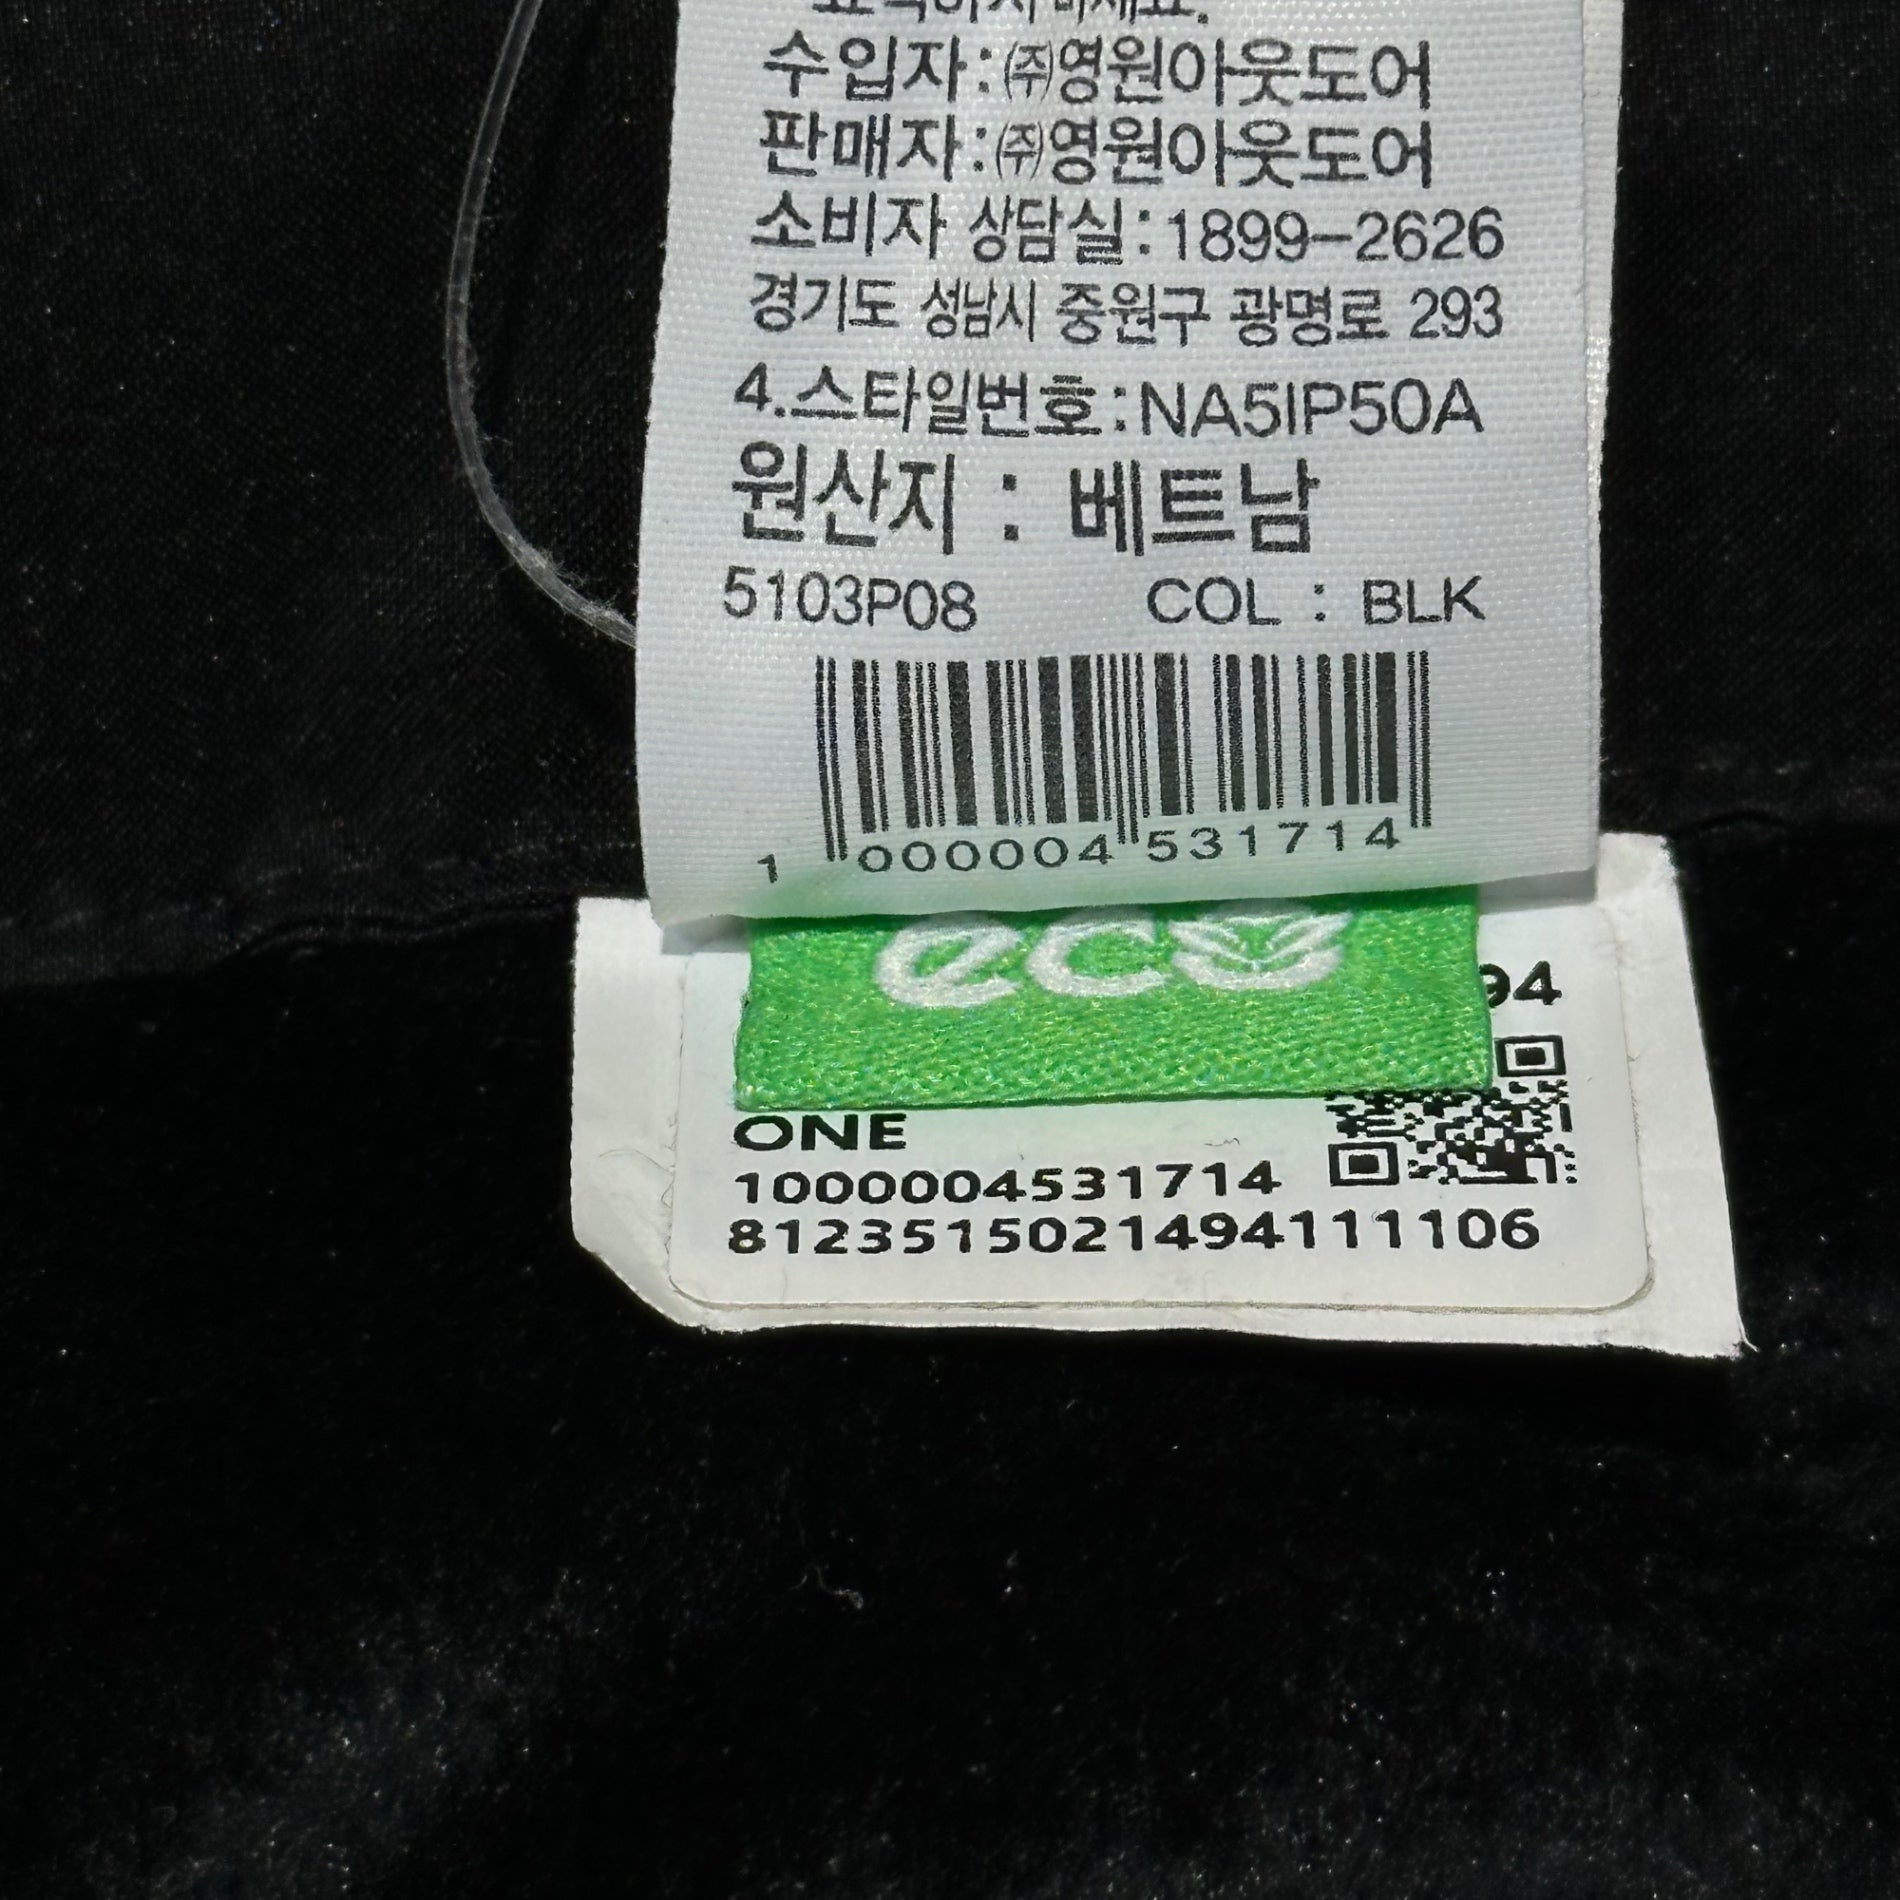 수입자:㈜영원아웃도어
판매자:㈜영원아웃도어
소비자 상담실:1899-2626
경기도 성남시 중원구 광명로 293
4.스타일번호:NA5IP50A
원산지 : 베트남
5103P08 COL : BLK
1 000004 531714
eco
94
ONE
1000004531714
8123515021494111106